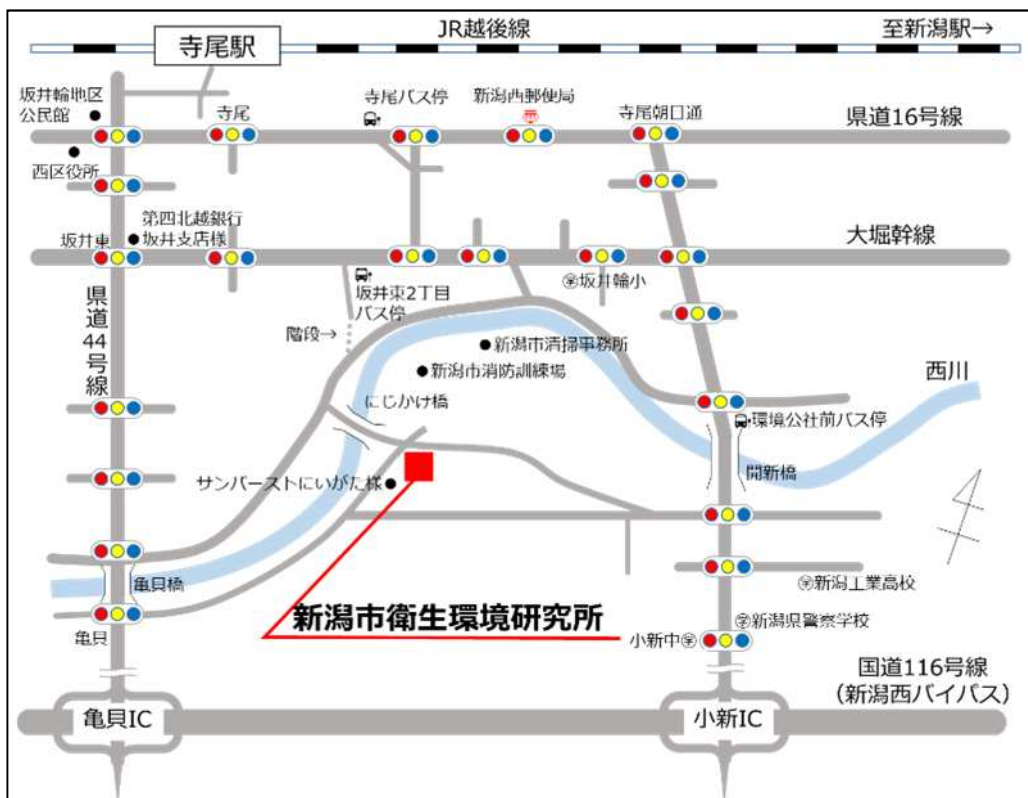 JR越後線
至新潟駅→
寺尾駅
坂井輪地区
公民館
寺尾
寺尾バス停
新潟西郵便局
寺尾朝日通
県道16号線
西区役所
第四北越銀行
坂井支店様
坂井東
大堀幹線
坂井東2丁目
バス停
坂井輪小
県道44号線
階段→
新潟市清掃事務所
新潟市消防訓練場
西川
にじかけ橋
環境公社前バス停
サンバーストにいがた様
開新橋
亀貝橋
新潟工業高校
新潟市衛生環境研究所
新潟県警察学校
亀貝
小新中
国道116号線
(新潟西バイパス)
亀貝IC
小新IC